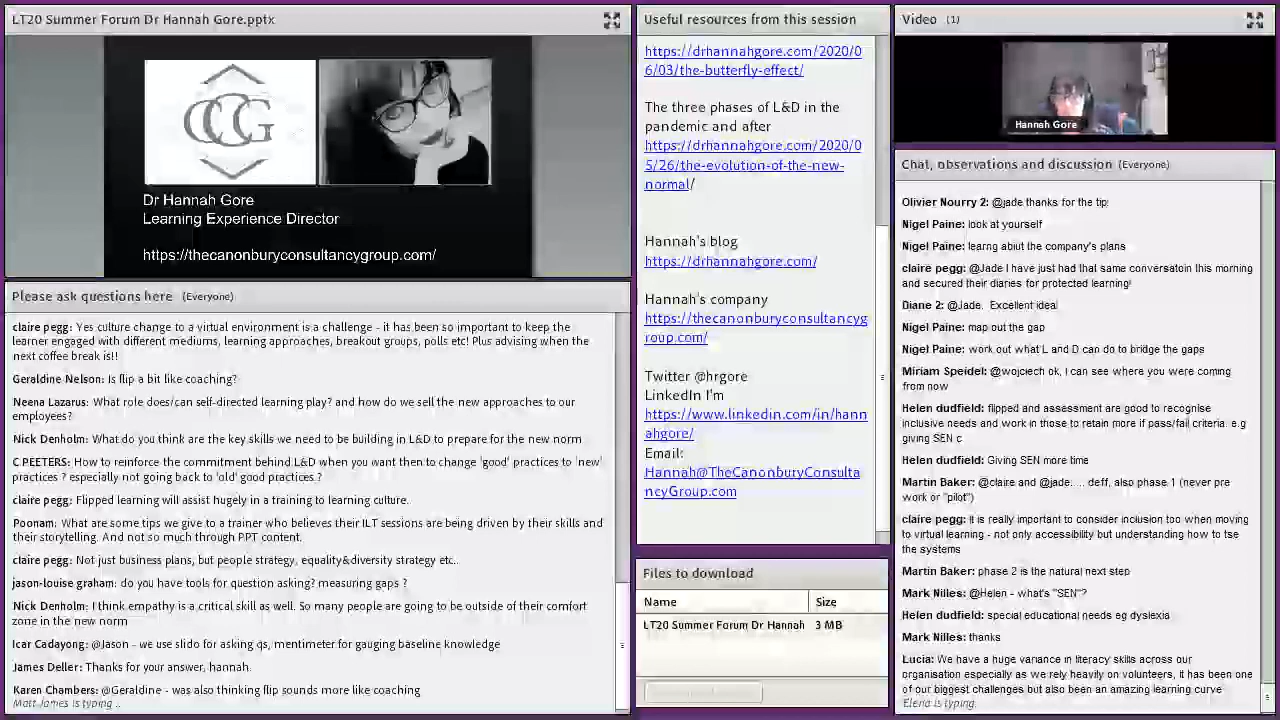 LT20 Summer Forum Dr Hannah Gore.pptx
CCG
Dr Hannah Gore
Learning Experience Director
https://thecanonburyconsultancygroup.com/
Please ask questions here (Everyone)
claire pegg: Yes culture change to a virtual environment is a challenge - it has been so important to keep the
learner engaged with different mediums, learning approaches, breakout groups, polls etc! Plus advising when the
next coffee break is!!
Geraldine Nelson: Is flip a bit like coaching?
Neena Lazarus: What role does/can self-directed learning play? and how do we sell the new approaches to our
employees?
Nick Denholm: What do you think are the key skills we need to be building in L&D to prepare for the new norm
C PEETERS: How to reinforce the commitment behind L&D when you want then to change 'good' practices to 'new'
practices ? especially not going back to 'old' good practices ?
claire pegg: Flipped learning will assist hugely in a training to learning culture.
Poonam: What are some tips we give to a trainer who believes their ILT sessions are being driven by their skills and
their storytelling. And not so much through PPT content.
claire pegg: Not just business plans, but people strategy, equality&diversity strategy etc..
jason-louise graham: do you have tools for question asking? measuring gaps ?
Nick Denholm: I think empathy is a critical skill as well. So many people are going to be outside of their comfort
zone in the new norm
Icar Cadayong: @Jason - we use slido for asking qs, mentimeter for gauging baseline knowledge
James Deller: Thanks for your answer, hannah.
Karen Chambers: @Geraldine - was also thinking flip sounds more like coaching
Matt James is typing ...
Useful resources from this session
https://drhannahgore.com/2020/0
6/03/the-butterfly-effect/
The three phases of L&D in the
pandemic and after
https://drhannahgore.com/2020/0
5/26/the-evolution-of-the-new-
normal/
Hannah's blog
https://drhannahgore.com/
Hannah's company
https://thecanonburyconsultancyg
roup.com/
Twitter @hrgore
LinkedIn I'm
https://www.linkedin.com/in/hann
ahgore/
Email:
Hannah@TheCanonburyConsulta
ncyGroup.com
Files to download
Name Size
LT20 Summer Forum Dr Hannah 3 MB
Video (1)
Hannah Gore
Chat, observations and discussion (Everyone)
Olivier Nourry 2: @jade thanks for the tip!
Nigel Paine: look at yourself
Nigel Paine: learng abiut the company's plans
claire pegg: @Jade I have just had that same conversatoin this morning
and secured their diaries for protected learning!
Diane 2: @Jade. Excellent idea!
Nigel Paine: map out the gap
Nigel Paine: work out what L and D can do to bridge the gaps
Miriam Speidel: @wojciech ok, I can see where you were coming
from now
Helen dudfield: flipped and assessment are good to recognise
inclusive needs and work in those to retain more if pass/fail criteria. e.g
giving SEN c
Helen dudfield: Giving SEN more time
Martin Baker: @claire and @jade.... deff, also phase 1 (never pre
work or "pilot")
claire pegg: it is really important to consider inclusion too when moving
to virtual learning - not only accessibility but understanding how to tse
the systems
Martin Baker: phase 2 is the natural next step
Mark Nilles: @Helen - what's "SEN"?
Helen dudfield: special educational needs eg dyslexia
Mark Nilles: thanks
Lucia: We have a huge variance in literacy skills across our
organisation especially as we rely heavily on volunteers, it has been one
of our biggest challenges but also been an amazing learning curve
Elena is typing.